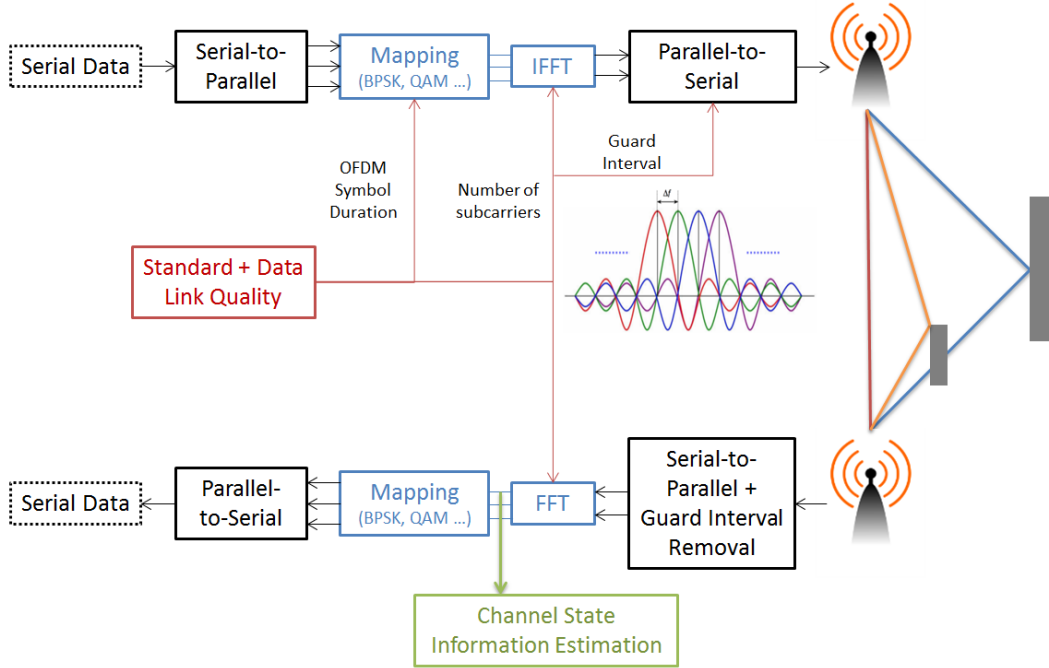 Serial Data
Serial-to-
Parallel
Mapping
(BPSK, QAM ...)
IFFT
Parallel-to-
Serial
OFDM
Symbol
Duration
Number of
subcarriers
Guard
Interval
Δf
Standard + Data
Link Quality
Serial Data
Parallel-
to-Serial
Mapping
(BPSK, QAM ...)
FFT
Serial-to-
Parallel +
Guard Interval
Removal
Channel State
Information Estimation